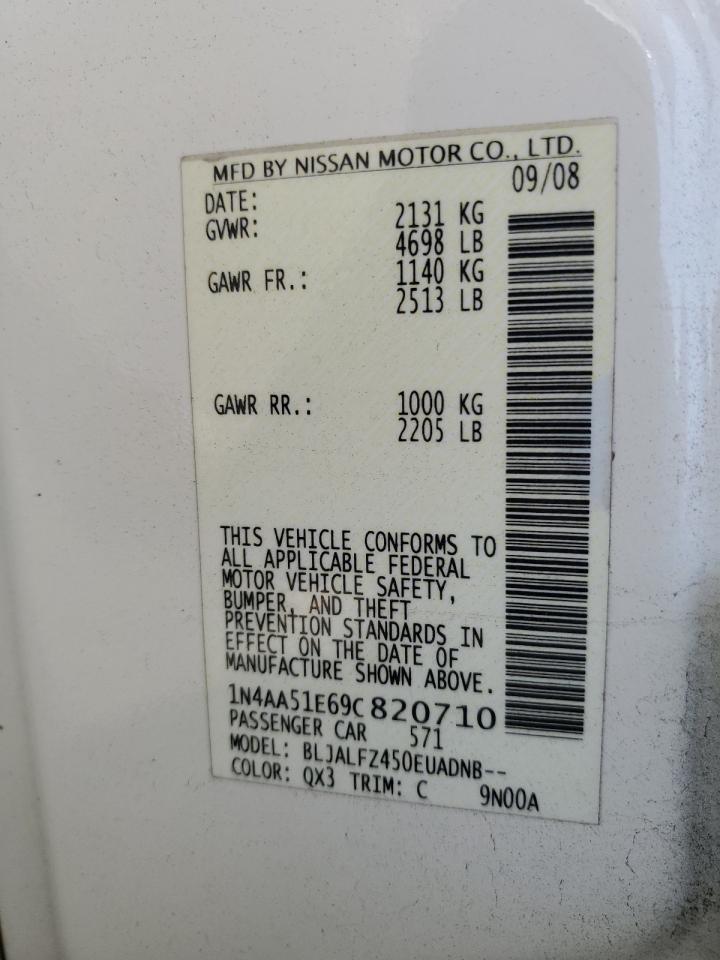 MFD BY NISSAN MOTOR CO., LTD.
DATE: 09/08
GVWR: 2131 KG
4698 LB
GAWR FR.: 1140 KG
2513 LB
GAWR RR.: 1000 KG
2205 LB
THIS VEHICLE CONFORMS TO
ALL APPLICABLE FEDERAL
MOTOR VEHICLE SAFETY,
BUMPER, AND THEFT
PREVENTION STANDARDS IN
EFFECT ON THE DATE OF
MANUFACTURE SHOWN ABOVE.
1N4AA51E69C820710
PASSENGER CAR 571
MODEL: BLJALFZ450EUADNB--
COLOR: QX3 TRIM: C 9N00A